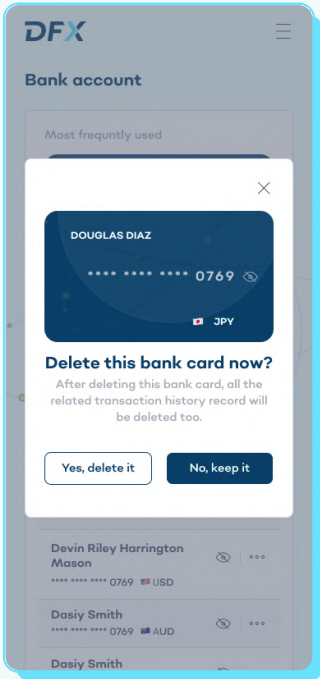 DFX
Bank account
Most frequntly used
DOUGLAS DIAZ
**** **** **** 0769
JPY
Delete this bank card now?
After deleting this bank card, all the
related transaction history record will
be deleted too.
Yes, delete it
No, keep it
Devin Riley Harrington
Mason
**** **** **** 0769 USD
Dasiy Smith
**** **** **** 0769 AUD
Dasiy Smith